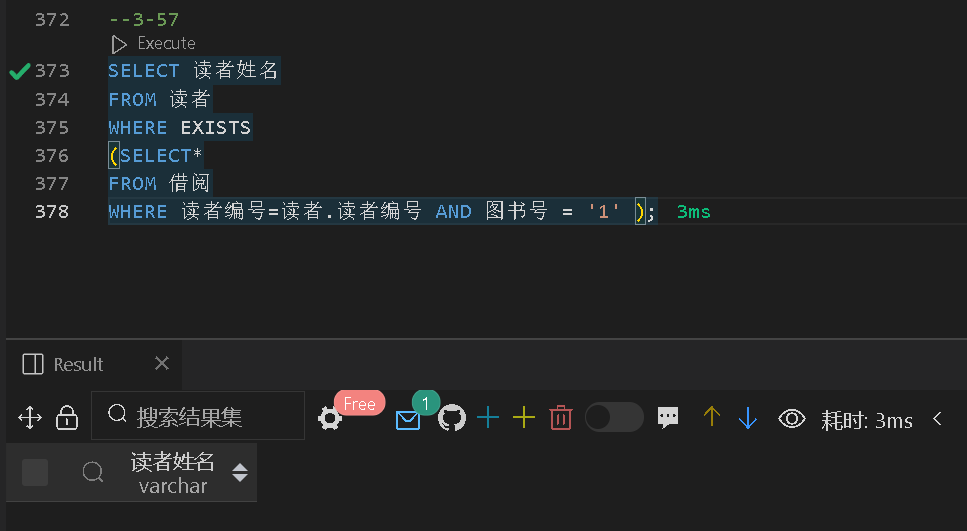 372 --3-57
Execute
373 SELECT 读者姓名
374 FROM 读者
375 WHERE EXISTS
376 (SELECT*
377 FROM 借阅
378 WHERE 读者编号=读者.读者编号 AND 图书号 = '1' ); 3ms
Result
搜索结果集 Free 1 耗时: 3ms
读者姓名
varchar